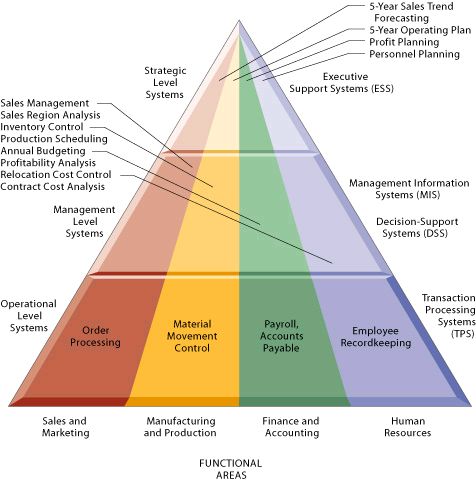 5-Year Sales Trend
Forecasting
5-Year Operating Plan
Profit Planning
Personnel Planning
Strategic
Level Systems
Executive
Support Systems (ESS)
Sales Management
Sales Region Analysis
Inventory Control
Production Scheduling
Annual Budgeting
Profitability Analysis
Relocation Cost Control
Contract Cost Analysis
Management Information
Systems (MIS)
Management
Level
Systems
Decision-Support
Systems (DSS)
Operational
Level
Systems
Transaction
Processing
Systems
(TPS)
Order
Processing
Material
Movement
Control
Payroll,
Accounts
Payable
Employee
Recordkeeping
Sales and
Marketing
Manufacturing
and Production
Finance and
Accounting
Human
Resources
FUNCTIONAL
AREAS